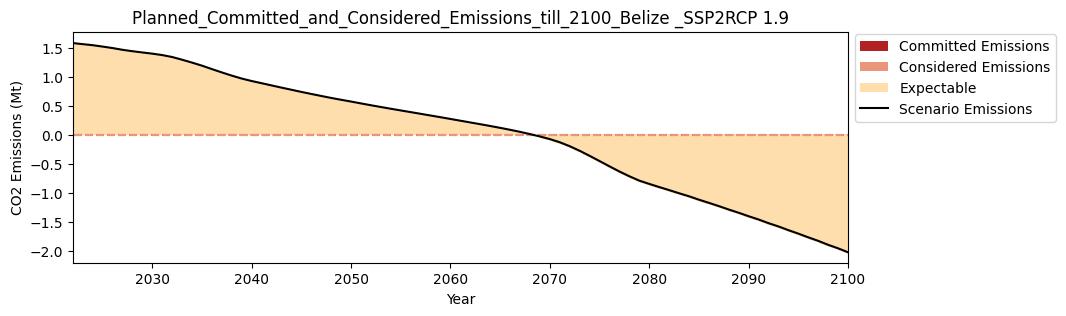 Planned_Committed_and_Considered_Emissions_till_2100_Belize _SSP2RCP 1.9
CO2 Emissions (Mt)
1.5
1.0
0.5
0.0
−0.5
−1.0
−1.5
−2.0
2030
2040
2050
2060
2070
2080
2090
2100
Year
Committed Emissions
Considered Emissions
Expectable
Scenario Emissions